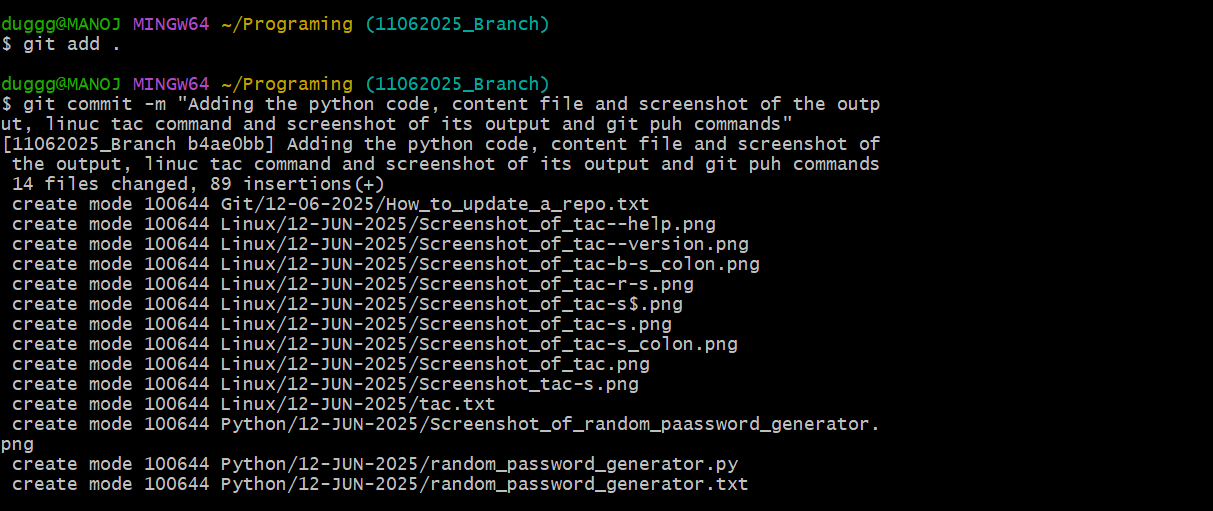 duggg@MANOJ MINGW64 ~/Programing (11062025_Branch)
$ git add .
duggg@MANOJ MINGW64 ~/Programing (11062025_Branch)
$ git commit -m "Adding the python code, content file and screenshot of the outp
ut, linuc tac command and screenshot of its output and git puh commands"
[11062025_Branch b4ae0bb] Adding the python code, content file and screenshot of
 the output, linuc tac command and screenshot of its output and git puh commands
 14 files changed, 89 insertions(+)
 create mode 100644 Git/12-06-2025/How_to_update_a_repo.txt
 create mode 100644 Linux/12-JUN-2025/Screenshot_of_tac--help.png
 create mode 100644 Linux/12-JUN-2025/Screenshot_of_tac--version.png
 create mode 100644 Linux/12-JUN-2025/Screenshot_of_tac-b-s_colon.png
 create mode 100644 Linux/12-JUN-2025/Screenshot_of_tac-r-s.png
 create mode 100644 Linux/12-JUN-2025/Screenshot_of_tac-s$.png
 create mode 100644 Linux/12-JUN-2025/Screenshot_of_tac-s.png
 create mode 100644 Linux/12-JUN-2025/Screenshot_of_tac-s_colon.png
 create mode 100644 Linux/12-JUN-2025/Screenshot_of_tac.png
 create mode 100644 Linux/12-JUN-2025/Screenshot_tac-s.png
 create mode 100644 Linux/12-JUN-2025/tac.txt
 create mode 100644 Python/12-JUN-2025/Screenshot_of_random_paassword_generator.
png
 create mode 100644 Python/12-JUN-2025/random_password_generator.py
 create mode 100644 Python/12-JUN-2025/random_password_generator.txt